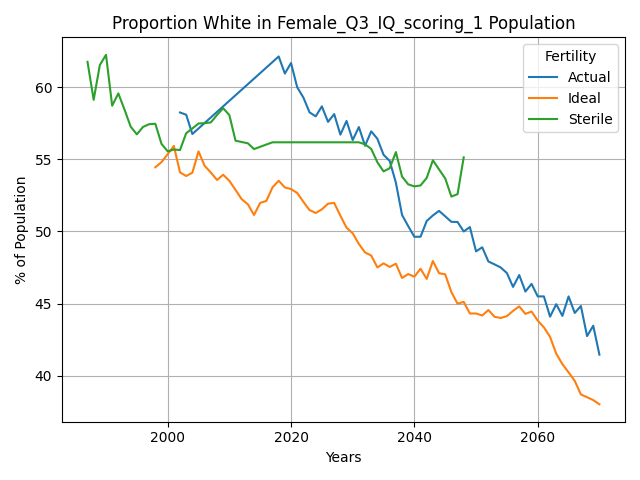 Proportion White in Female_Q3_IQ_scoring_1 Population
Fertility
Actual
Ideal
Sterile
% of Population
60
55
50
45
40
2000
2020
2040
2060
Years